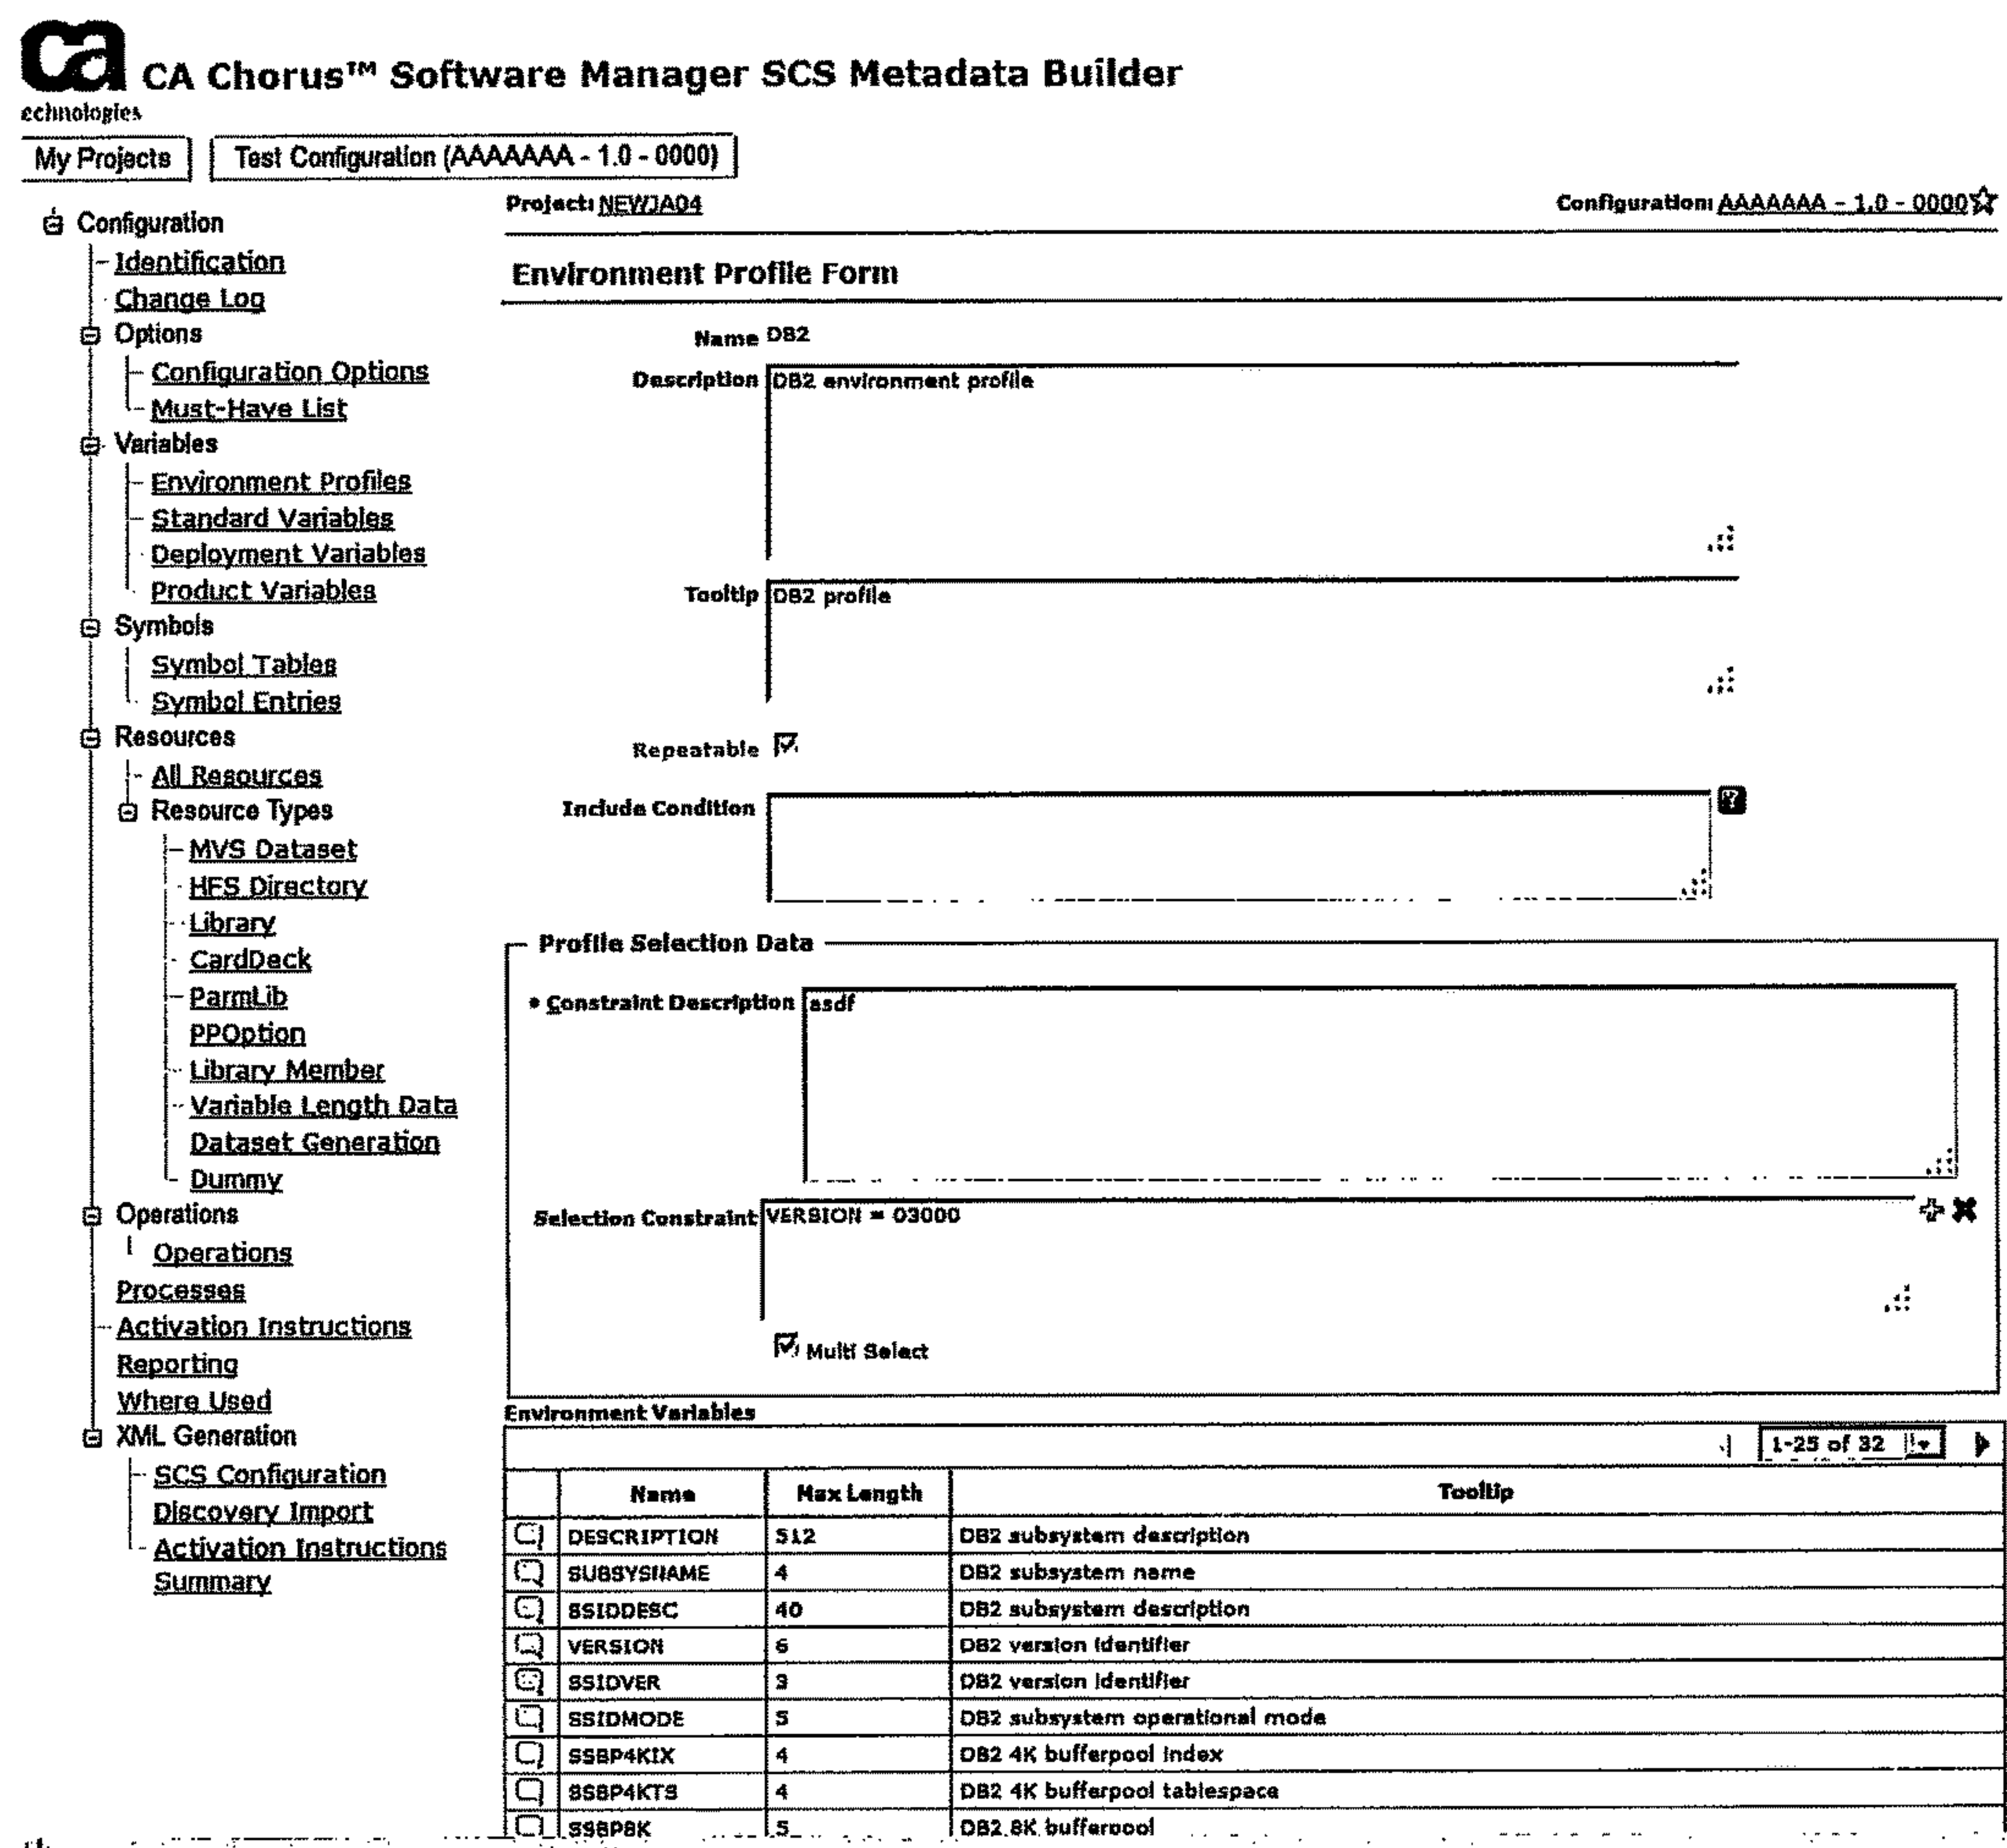 ca
echnologies
CA Chorus™ Software Manager SCS Metadata Builder
My Projects
Test Configuration (AAAAAAA - 1.0 - 0000)
Configuration
Identification
Change Log
Options
Configuration Options
Must-Have List
Variables
Environment Profiles
Standard Variables
Deployment Variables
Product Variables
Symbols
Symbol Tables
Symbol Entries
Resources
All Resources
Resource Types
MVS Dataset
HFS Directory
Library
CardDeck
ParmLib
PPOption
Library Member
Variable Length Data
Dataset Generation
Dummy
Operations
Operations
Processes
Activation Instructions
Reporting
Where Used
XML Generation
SCS Configuration
Discovery Import
Activation Instructions
Summary
Project: NEWJA04
Configuration: AAAAAAA - 1.0 - 0000
Environment Profile Form
Name DB2
Description DB2 environment profile
Tooltip DB2 profile
Repeatable
Include Condition
?
Profile Selection Data
* Constraint Description asdf
Selection Constraint VERSION = 03000
Multi Select
Environment Variables
1-25 of 32
Name Max Length Tooltip
DESCRIPTION 512 DB2 subsystem description
SUBSYSNAME 4 DB2 subsystem name
SSIDDESC 40 DB2 subsystem description
VERSION 6 DB2 version identifier
SSIDVER 3 DB2 version identifier
SSIDMODE 5 DB2 subsystem operational mode
SSBP4KIX 4 DB2 4K bufferpool index
SSBP4KTS 4 DB2 4K bufferpool tablespace
SSBP8K 5 DB2 8K bufferpool